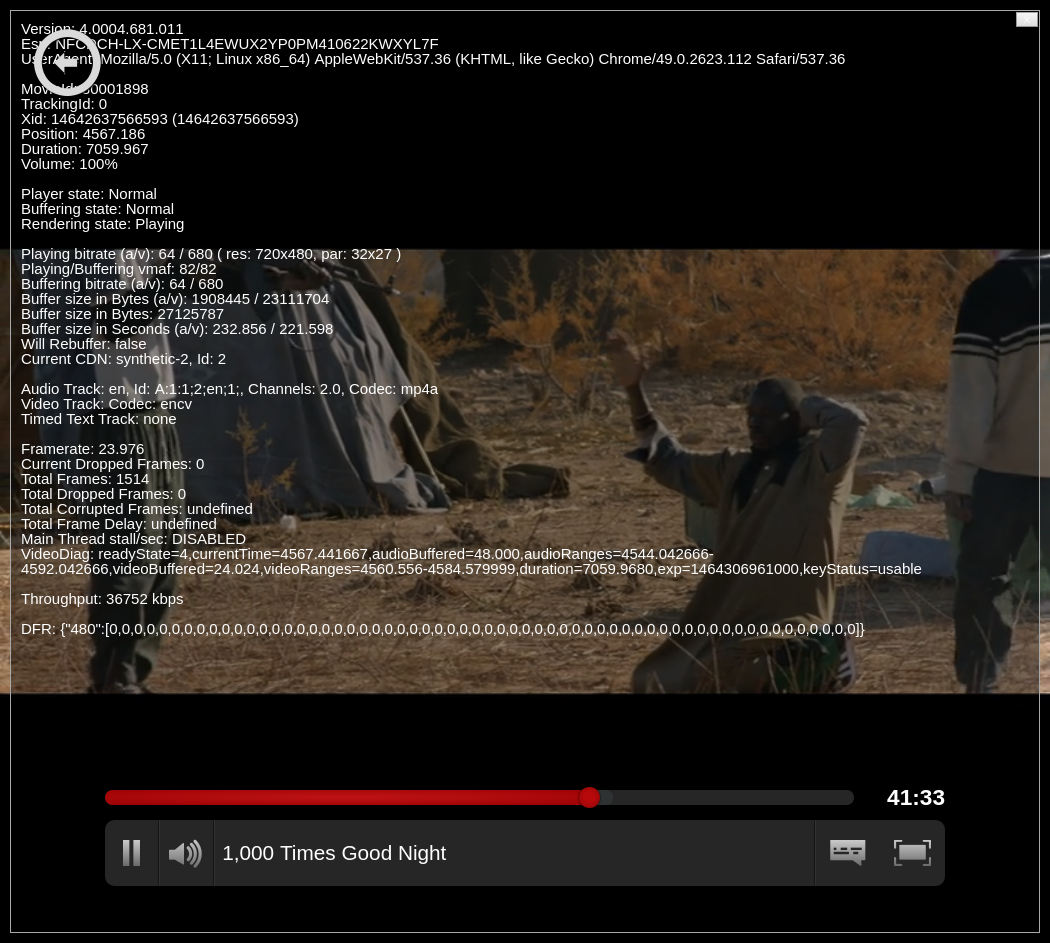 Version: 4.0004.681.011
Esn: NFCDCH-LX-CMET1L4EWUX2YP0PM410622KWXYL7F
UserAgent: Mozilla/5.0 (X11; Linux x86_64) AppleWebKit/537.36 (KHTML, like Gecko) Chrome/49.0.2623.112 Safari/537.36
MovieId: 80001898
TrackingId: 0
Xid: 14642637566593 (14642637566593)
Position: 4567.186
Duration: 7059.967
Volume: 100%
Player state: Normal
Buffering state: Normal
Rendering state: Playing
Playing bitrate (a/v): 64 / 680 ( res: 720x480, par: 32x27 )
Playing/Buffering vmaf: 82/82
Buffering bitrate (a/v): 64 / 680
Buffer size in Bytes (a/v): 1908445 / 23111704
Buffer size in Bytes: 27125787
Buffer size in Seconds (a/v): 232.856 / 221.598
Will Rebuffer: false
Current CDN: synthetic-2, Id: 2
Audio Track: en, Id: A:1:1;2;en;1;, Channels: 2.0, Codec: mp4a
Video Track: Codec: encv
Timed Text Track: none
Framerate: 23.976
Current Dropped Frames: 0
Total Frames: 1514
Total Dropped Frames: 0
Total Corrupted Frames: undefined
Total Frame Delay: undefined
Main Thread stall/sec: DISABLED
VideoDiag: readyState=4,currentTime=4567.441667,audioBuffered=48.000,audioRanges=4544.042666-
4592.042666,videoBuffered=24.024,videoRanges=4560.556-4584.579999,duration=7059.9680,exp=1464306961000,keyStatus=usable
Throughput: 36752 kbps
DFR: {"480":[0,0,0,0,0,0,0,0,0,0,0,0,0,0,0,0,0,0,0,0,0,0,0,0,0,0,0,0,0,0,0,0,0,0,0,0,0,0,0,0,0,0,0,0,0,0,0,0,0,0,0,0,0,0,0,0,0,0,0,0]}
41:33
1,000 Times Good Night